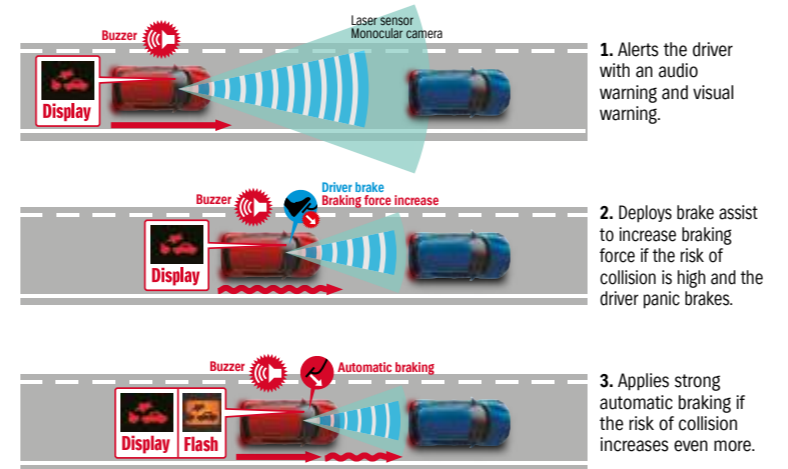 Laser sensor
Monocular camera
Buzzer
Display
1. Alerts the driver
with an audio
warning and visual
warning.
Driver brake
Braking force increase
Buzzer
Display
2. Deploys brake assist
to increase braking
force if the risk of
collision is high and the
driver panic brakes.
Buzzer
Automatic braking
Display
Flash
3. Applies strong
automatic braking if
the risk of collision
increases even more.